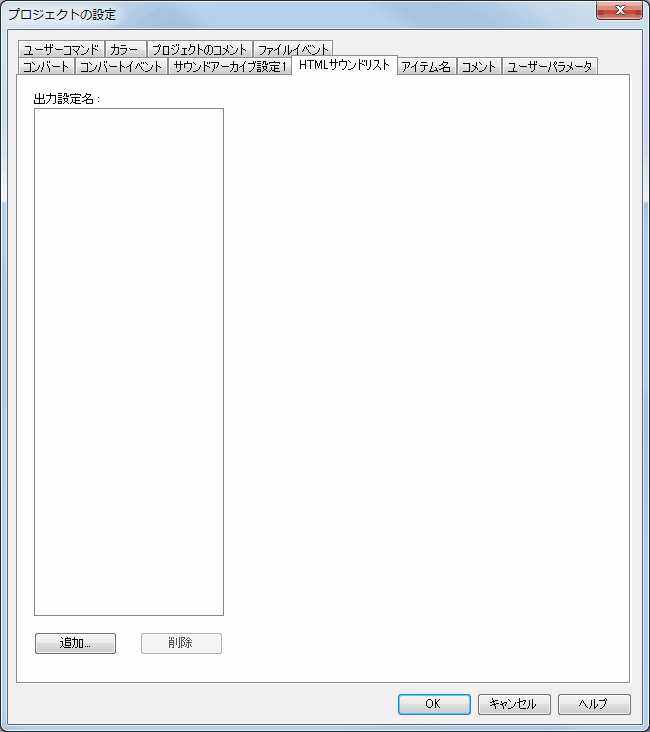 プロジェクトの設定
ユーザーコマンド カラー プロジェクトのコメント ファイルイベント
コンバート コンバートイベント サウンドアーカイブ設定1 HTMLサウンドリスト アイテム名 コメント ユーザーパラメータ
出力設定名:
追加... 削除
OK キャンセル ヘルプ